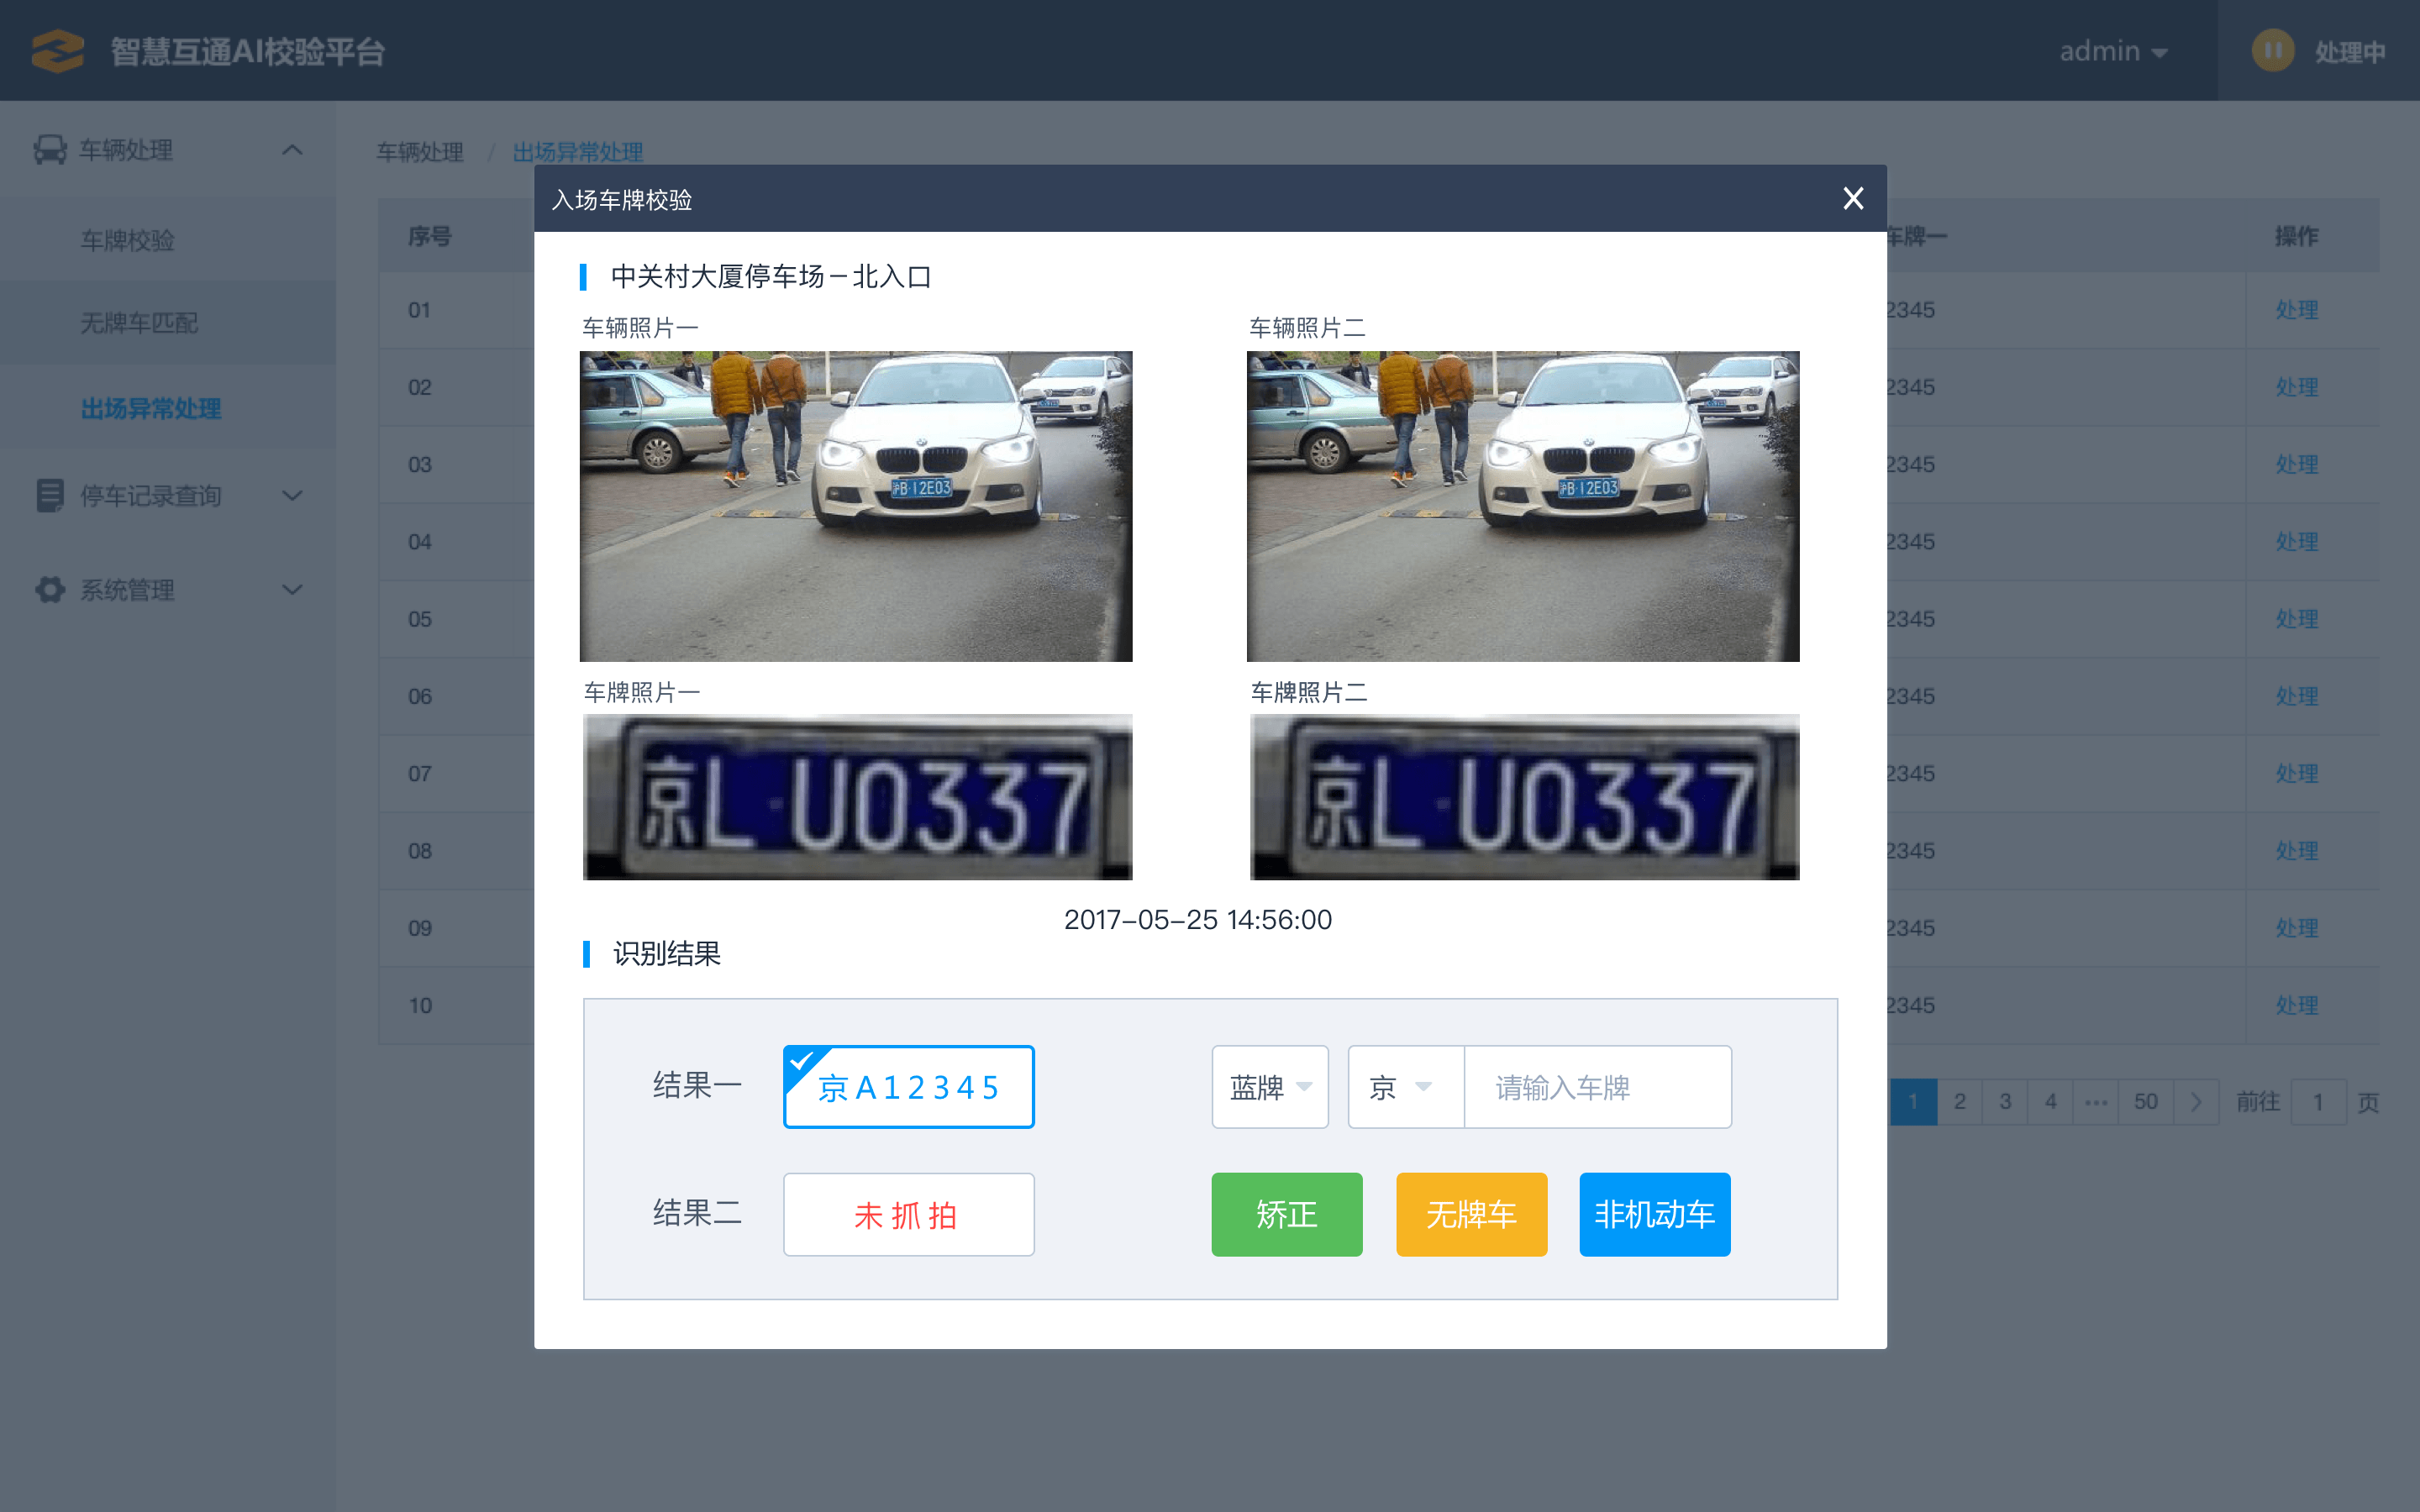 智慧互通AI校验平台
admin
处理中
车辆处理
车牌校验
无牌车匹配
出场异常处理
停车记录查询
系统管理
车辆处理 / 出场异常处理
序号
车牌一
操作
01
2345
处理
02
2345
处理
03
2345
处理
04
2345
处理
05
2345
处理
06
2345
处理
07
2345
处理
08
2345
处理
09
2345
处理
10
2345
处理
1 2 3 4 ••• 50 > 前往 1 页
入场车牌校验 X
中关村大厦停车场－北入口
车辆照片一
车辆照片二
沪B·12E03
沪B·12E03
车牌照片一
车牌照片二
京L·U0337
京L·U0337
2017-05-25 14:56:00
识别结果
结果一
京A12345
蓝牌
京
请输入车牌
结果二
未抓拍
矫正
无牌车
非机动车